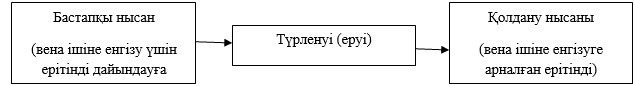 Бастапқы нысан
(вена ішіне енгізу үшін
ерітінді дайындауға
Түрленуі (еруі)
Қолдану нысаны
(вена ішіне енгізуге
арналған ерітінді)